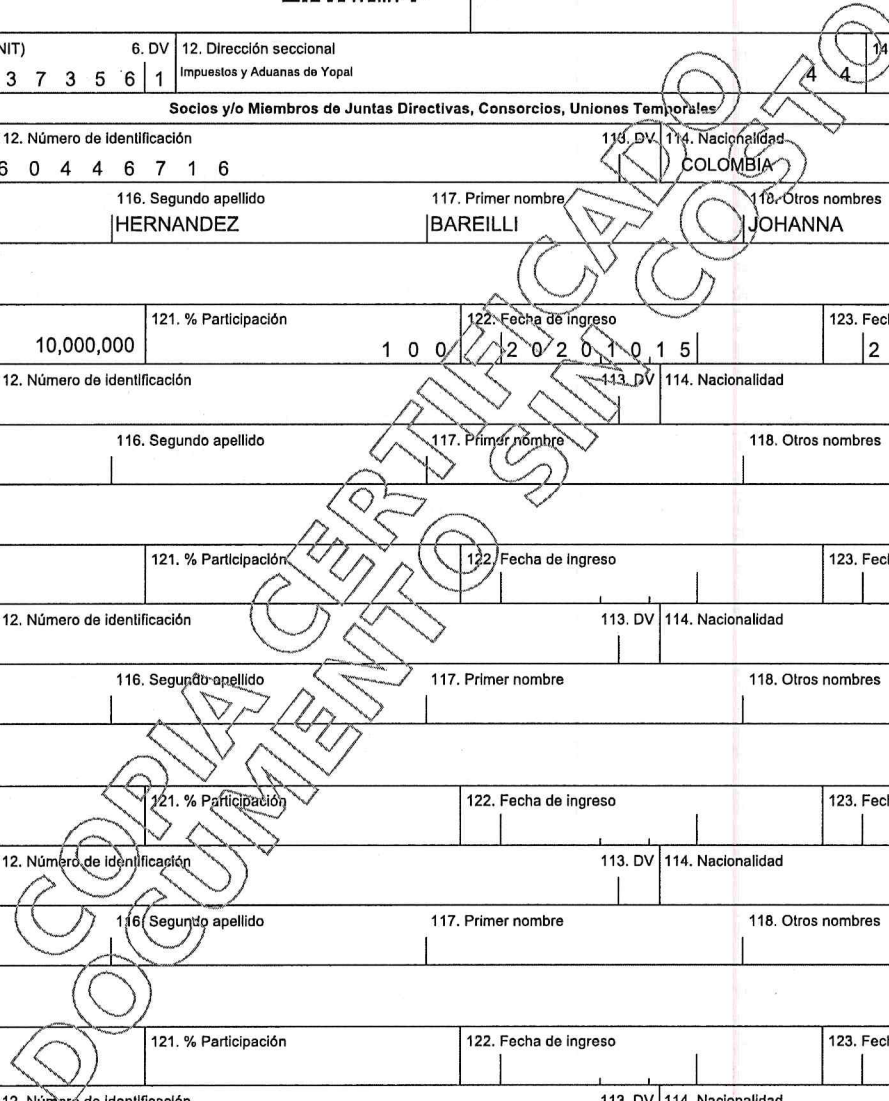 NIT) 6. DV 12. Dirección seccional 14
3 7 3 5 6 1 Impuestos y Aduanas de Yopal 4 4
Socios y/o Miembros de Juntas Directivas, Consorcios, Uniones Temporales
12. Número de identificación 113. DV 114. Nacionalidad
6 0 4 4 6 7 1 6 COLOMBIA
116. Segundo apellido 117. Primer nombre 118. Otros nombres
HERNANDEZ BAREILLI JOHANNA
121. % Participación 122. Fecha de ingreso 123. Fech
10,000,000 1 0 0 2 0 2 0 1 0 1 5 2
12. Número de identificación 113. DV 114. Nacionalidad
116. Segundo apellido 117. Primer nombre 118. Otros nombres
121. % Participación 122. Fecha de ingreso 123. Fech
12. Número de identificación 113. DV 114. Nacionalidad
116. Segundo apellido 117. Primer nombre 118. Otros nombres
121. % Participación 122. Fecha de ingreso 123. Fech
12. Número de identificación 113. DV 114. Nacionalidad
116. Segundo apellido 117. Primer nombre 118. Otros nombres
121. % Participación 122. Fecha de ingreso 123. Fech
12. Número de identificación 113. DV 114. Nacionalidad
COPIA CERTIFICADO
DOCUMENTO SIN COSTO